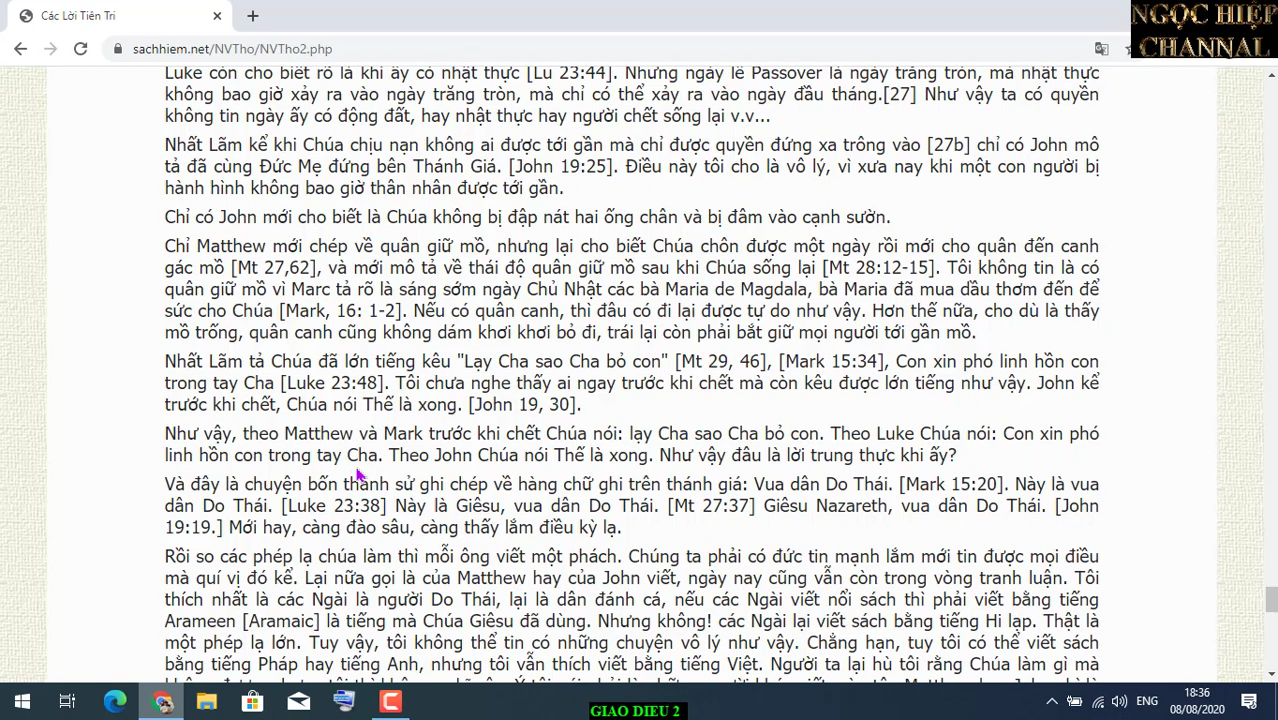 Các Lời Tiên Tri
NGỌC HIỆP
CHANNAL
sachhiem.net/NVTho/NVTho2.php
Luke còn cho biết rõ là khi ấy có nhật thực [Lu 23:44]. Nhưng ngày lễ Passover là ngày trăng tròn, mà nhật thực
không bao giờ xảy ra vào ngày trăng tròn, mà chỉ có thể xảy ra vào ngày đầu tháng.[27] Như vậy ta có quyền
không tin ngày ấy có động đất, hay nhật thực hay người chết sống lại v.v...
Nhất Lãm kể khi Chúa chịu nạn không ai được tới gần mà chỉ được quyền đứng xa trông vào [27b] chỉ có John mô
tả đã cùng Đức Mẹ đứng bên Thánh Giá. [John 19:25]. Điều này tôi cho là vô lý, vì xưa nay khi một con người bị
hành hình không bao giờ thân nhân được tới gần.
Chỉ có John mới cho biết là Chúa không bị đập nát hai ống chân và bị đâm vào cạnh sườn.
Chỉ Matthew mới chép về quân giữ mồ, nhưng lại cho biết Chúa chôn được một ngày rồi mới cho quân đến canh
gác mồ [Mt 27,62], và mới mô tả về thái độ quân giữ mồ sau khi Chúa sống lại [Mt 28:12-15]. Tôi không tin là có
quân giữ mồ vì Marc tả rõ là sáng sớm ngày Chủ Nhật các bà Maria de Magdala, bà Maria đã mua dầu thơm đến để
sức cho Chúa [Mark, 16: 1-2]. Nếu có quân canh, thì đâu có đi lại được tự do như vậy. Hơn thế nữa, cho dù là thấy
mồ trống, quân canh cũng không dám khơi khơi bỏ đi, trái lại còn phải bắt giữ mọi người tới gần mồ.
Nhất Lãm tả Chúa đã lớn tiếng kêu "Lạy Cha sao Cha bỏ con" [Mt 29, 46], [Mark 15:34], Con xin phó linh hồn con
trong tay Cha [Luke 23:48]. Tôi chưa nghe thấy ai ngay trước khi chết mà còn kêu được lớn tiếng như vậy. John kể
trước khi chết, Chúa nói Thế là xong. [John 19, 30].
Như vậy, theo Matthew và Mark trước khi chết Chúa nói: lạy Cha sao Cha bỏ con. Theo Luke Chúa nói: Con xin phó
linh hồn con trong tay Cha. Theo John Chúa nói Thế là xong. Như vậy đâu là lời trung thực khi ấy?
Và đây là chuyện bốn thánh sử ghi chép về hàng chữ ghi trên thánh giá: Vua dân Do Thái. [Mark 15:20]. Này là vua
dân Do Thái. [Luke 23:38] Này là Giêsu, vua dân Do Thái. [Mt 27:37] Giêsu Nazareth, vua dân Do Thái. [John
19:19.] Mới hay, càng đào sâu, càng thấy lắm điều kỳ lạ.
Rồi so các phép lạ chúa làm thì mỗi ông viết một phách. Chúng ta phải có đức tin mạnh lắm mới tin được mọi điều
mà quí vị đó kể. Lại nữa gọi là của Matthew hay của John viết, ngày nay cũng vẫn còn trong vòng tranh luận. Tôi
thích nhất là các Ngài là người Do Thái, lại là dân đánh cá, nếu các Ngài viết nổi sách thì phải viết bằng tiếng
Arameen [Aramaic] là tiếng mà Chúa Giêsu đã dùng. Nhưng không! các Ngài lại viết sách bằng tiếng Hi lạp. Thật là
một phép lạ lớn. Tuy vậy, tôi không thể tin có những chuyện vô lý như vậy. Chẳng hạn, tuy tôi có thể viết sách
bằng tiếng Pháp hay tiếng Anh, nhưng tôi vẫn thích viết bằng tiếng Việt. Người ta lại hù tôi rằng Chúa làm gì mà
ENG
18:36
08/08/2020
GIAO DIEU 2